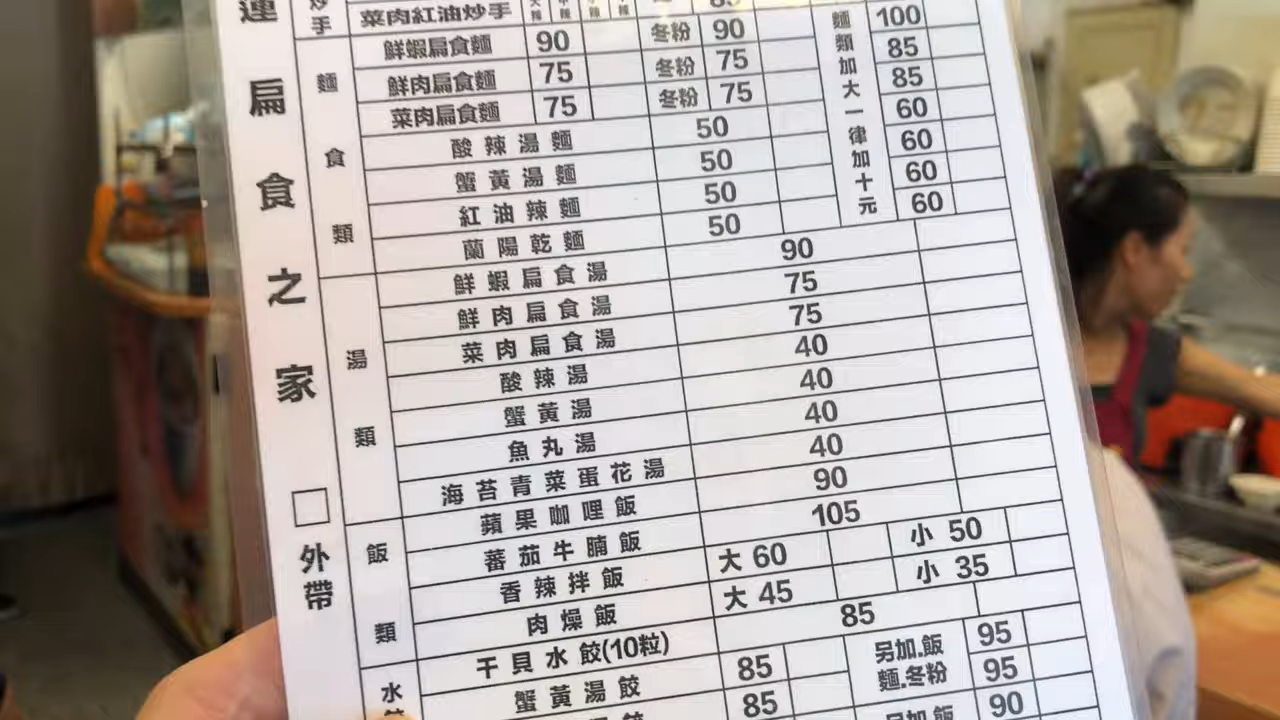 蓮扁食之家
外帶
炒手
菜肉紅油炒手
麵食類
鮮蝦扁食麵 90 冬粉 90 100
鮮肉扁食麵 75 冬粉 75 85
菜肉扁食麵 75 冬粉 75 85
酸辣湯麵 50 60
蟹黃湯麵 50 60
紅油辣麵 50 60
蘭陽乾麵 50 60
麵類加大一律加十元
湯類
鮮蝦扁食湯 90
鮮肉扁食湯 75
菜肉扁食湯 75
酸辣湯 40
蟹黃湯 40
魚丸湯 40
海苔青菜蛋花湯 40
飯類
蘋果咖哩飯 90
蕃茄牛腩飯 105
香辣拌飯 大 60 小 50
肉燥飯 大 45 小 35
水
干貝水餃(10粒) 85
蟹黃湯餃 85 另加.飯麵.冬粉 95
85 95
另加.飯 90